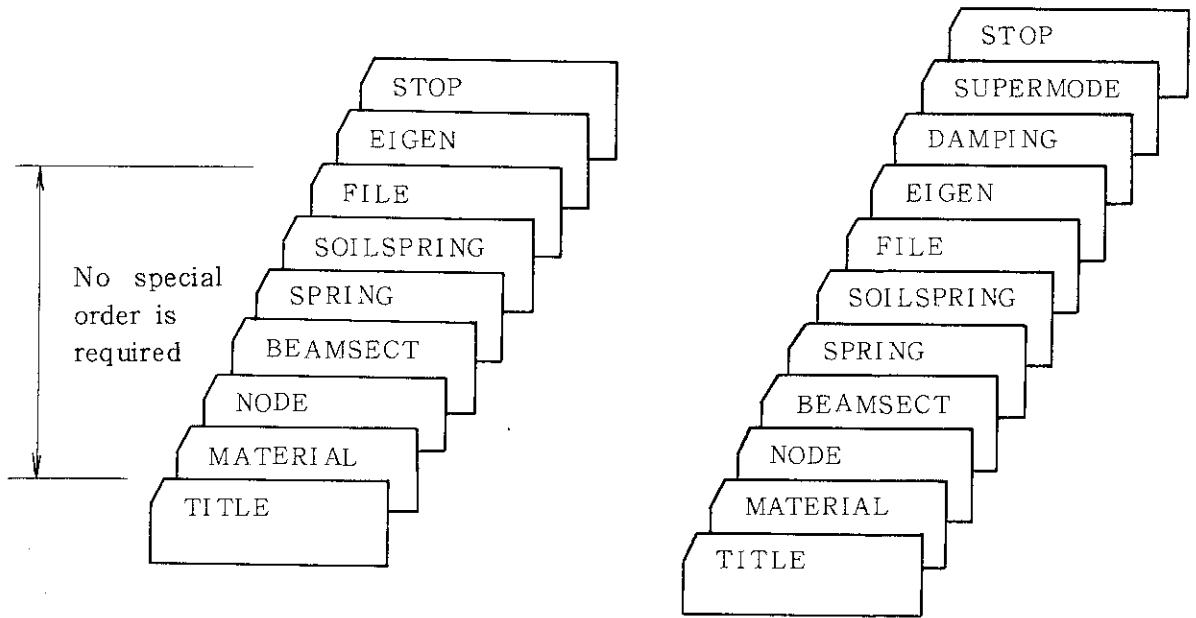 STOP
EIGEN
FILE
SOILSPRING
SPRING
BEAMSECT
NODE
MATERIAL
TITLE
No special
order is
required
STOP
SUPERMODE
DAMPING
EIGEN
FILE
SOILSPRING
SPRING
BEAMSECT
NODE
MATERIAL
TITLE